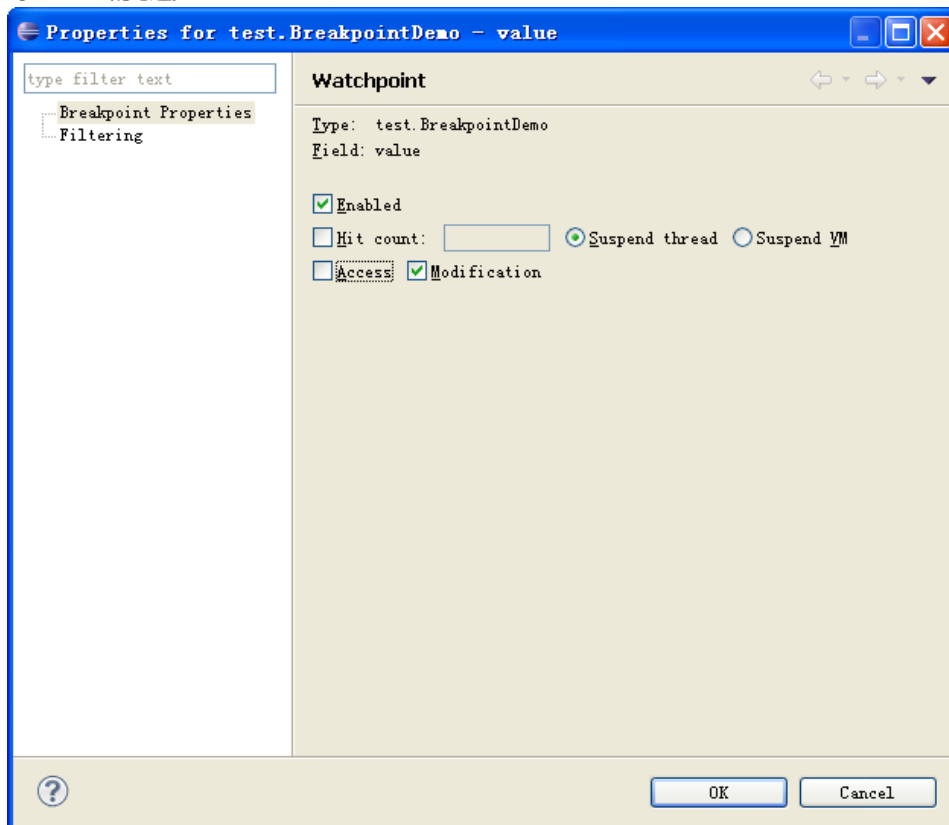 Properties for test.BreakpointDemo - value
type filter text
Breakpoint Properties
Filtering
Watchpoint
Type: test.BreakpointDemo
Field: value
Enabled
Hit count: Suspend thread Suspend VM
Access Modification
OK Cancel